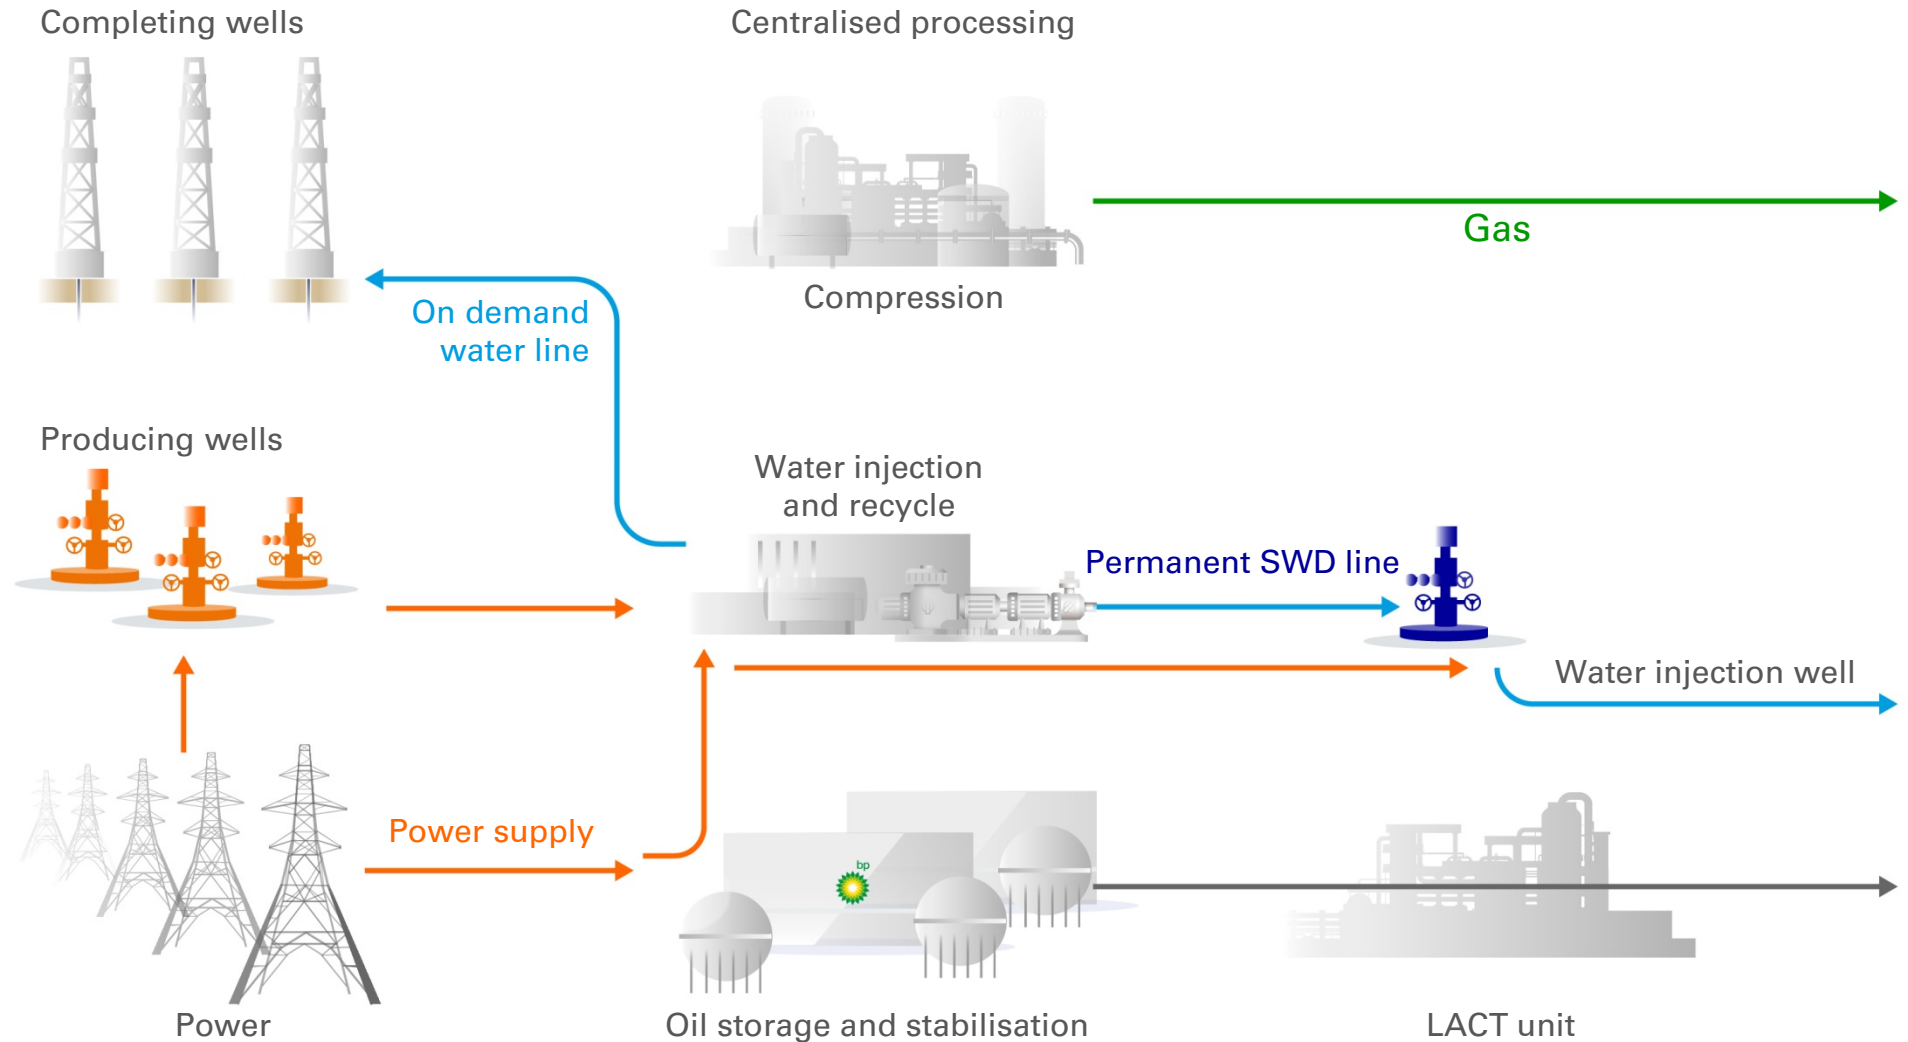 Completing wells
Centralised processing
Gas
Compression
On demand
water line
Producing wells
Water injection
and recycle
Permanent SWD line
Water injection well
Power supply
bp
Power
Oil storage and stabilisation
LACT unit